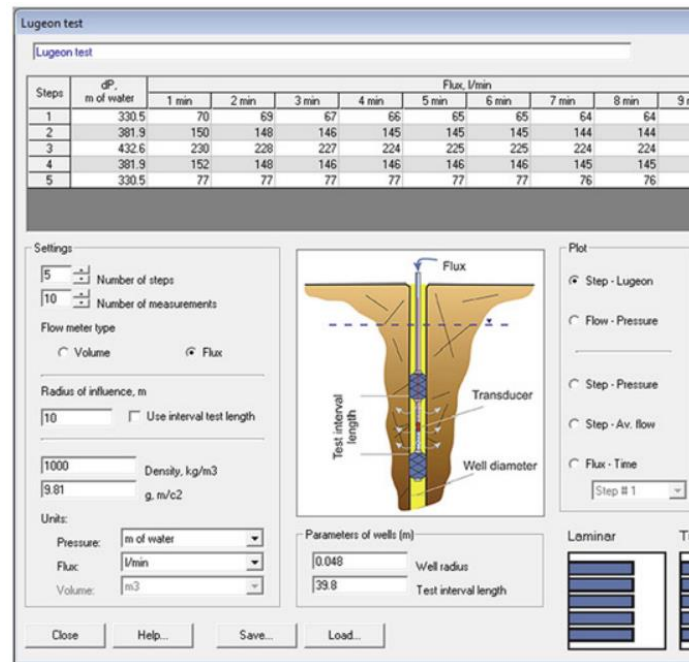 Lugeon test
Lugeon test
Steps dP, m of water Flux, l/min
1 min 2 min 3 min 4 min 5 min 6 min 7 min 8 min 9 m
1 330.5 70 69 67 66 65 65 64 64
2 381.9 150 148 146 145 145 145 144 144
3 432.6 230 228 227 224 225 225 224 224
4 381.9 152 148 146 146 146 146 145 145
5 330.5 77 77 77 77 77 77 76 76
Settings
5 Number of steps
10 Number of measurements
Flow meter type
Volume Flux
Radius of influence, m
10 Use interval test length
1000 Density, kg/m3
9.81 g, m/c2
Units:
Pressure: m of water
Flux: l/min
Volume: m3
Flux
Transducer
Test interval
length
Well diameter
Parameters of wells (m)
0.048 Well radius
39.8 Test interval length
Plot
Step - Lugeon
Flow - Pressure
Step - Pressure
Step - Av. flow
Flux - Time
Step # 1
Laminar
Close Help... Save... Load...